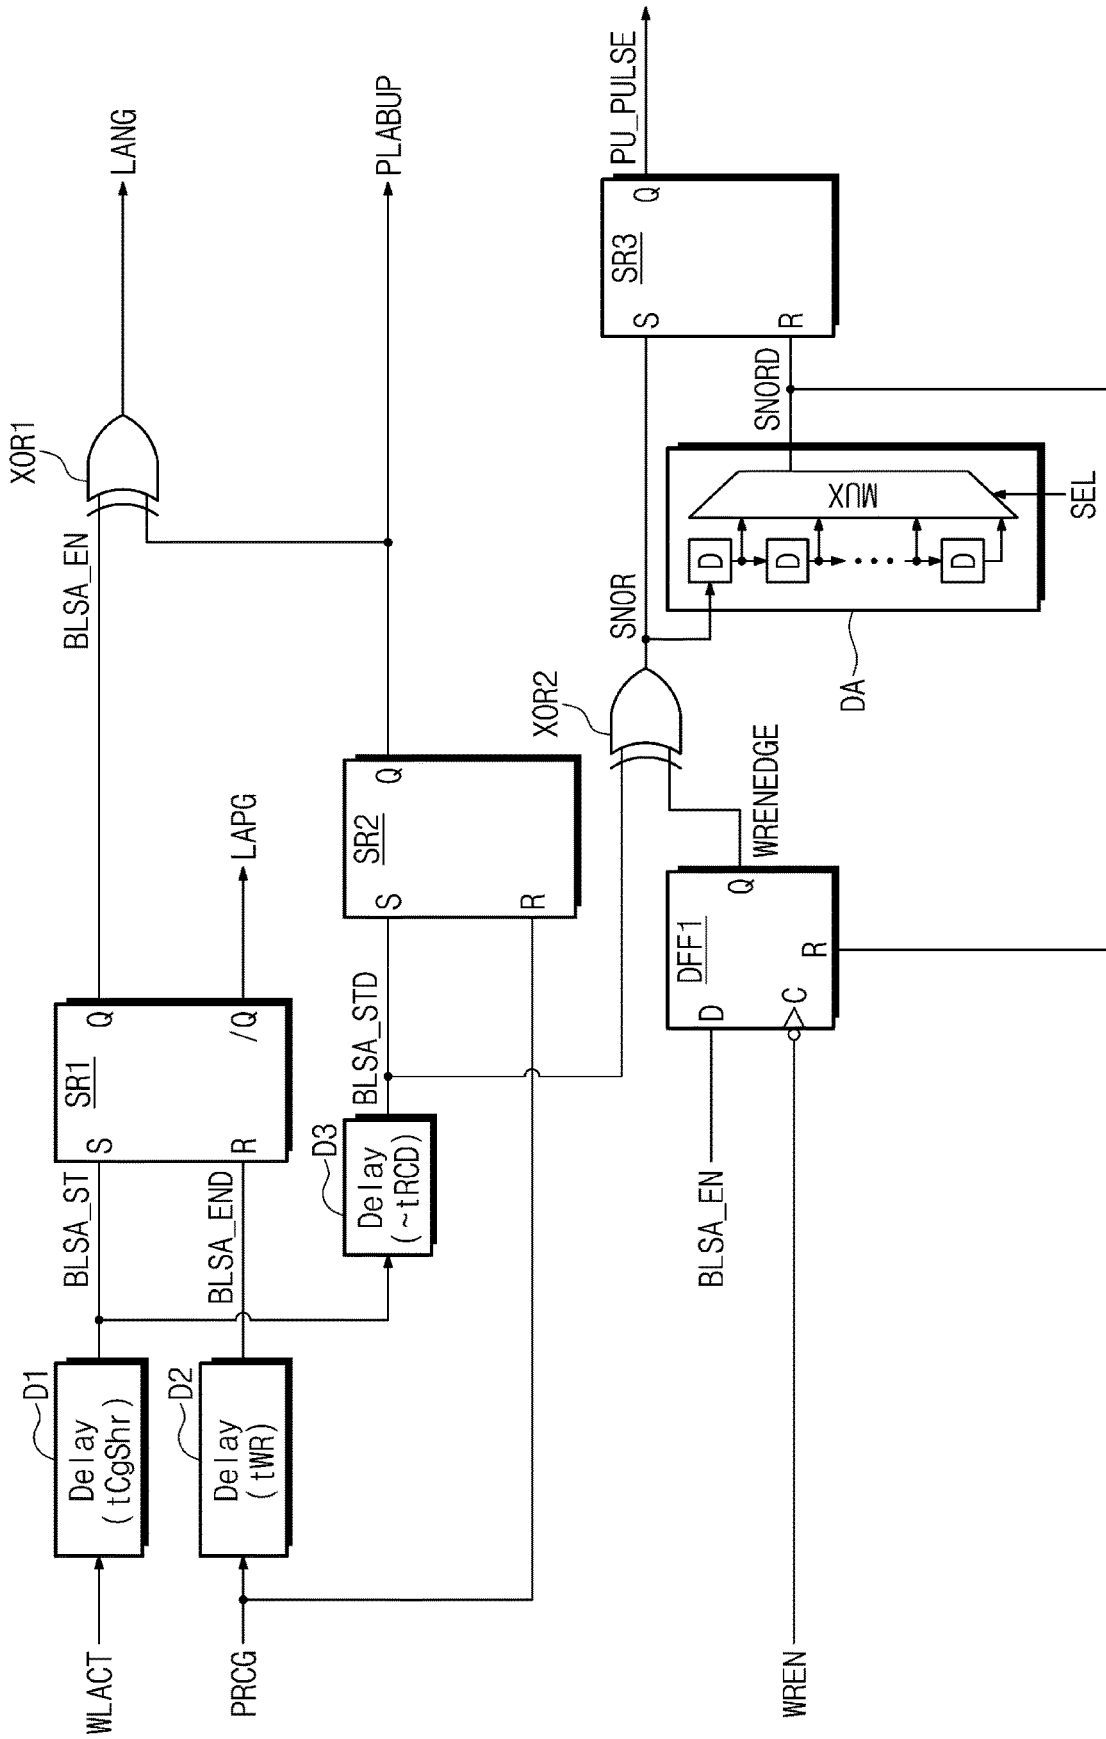 WLACT
D1
Delay
(tCgShr)
BLSA_ST
S
SR1
Q
BLSA_EN
XOR1
LANG
PRCG
D2
Delay
(tWR)
BLSA_END
R
/Q
LAPG
D3
Delay
(~tRCD)
BLSA_STD
S
SR2
Q
R
PLABUP
XOR2
SNOR
S
SR3
Q
PU_PULSE
R
BLSA_EN
D
DFF1
Q
WRENEDGE
WREN
C
R
DA
D
D
D
MUX
SEL
SNORD